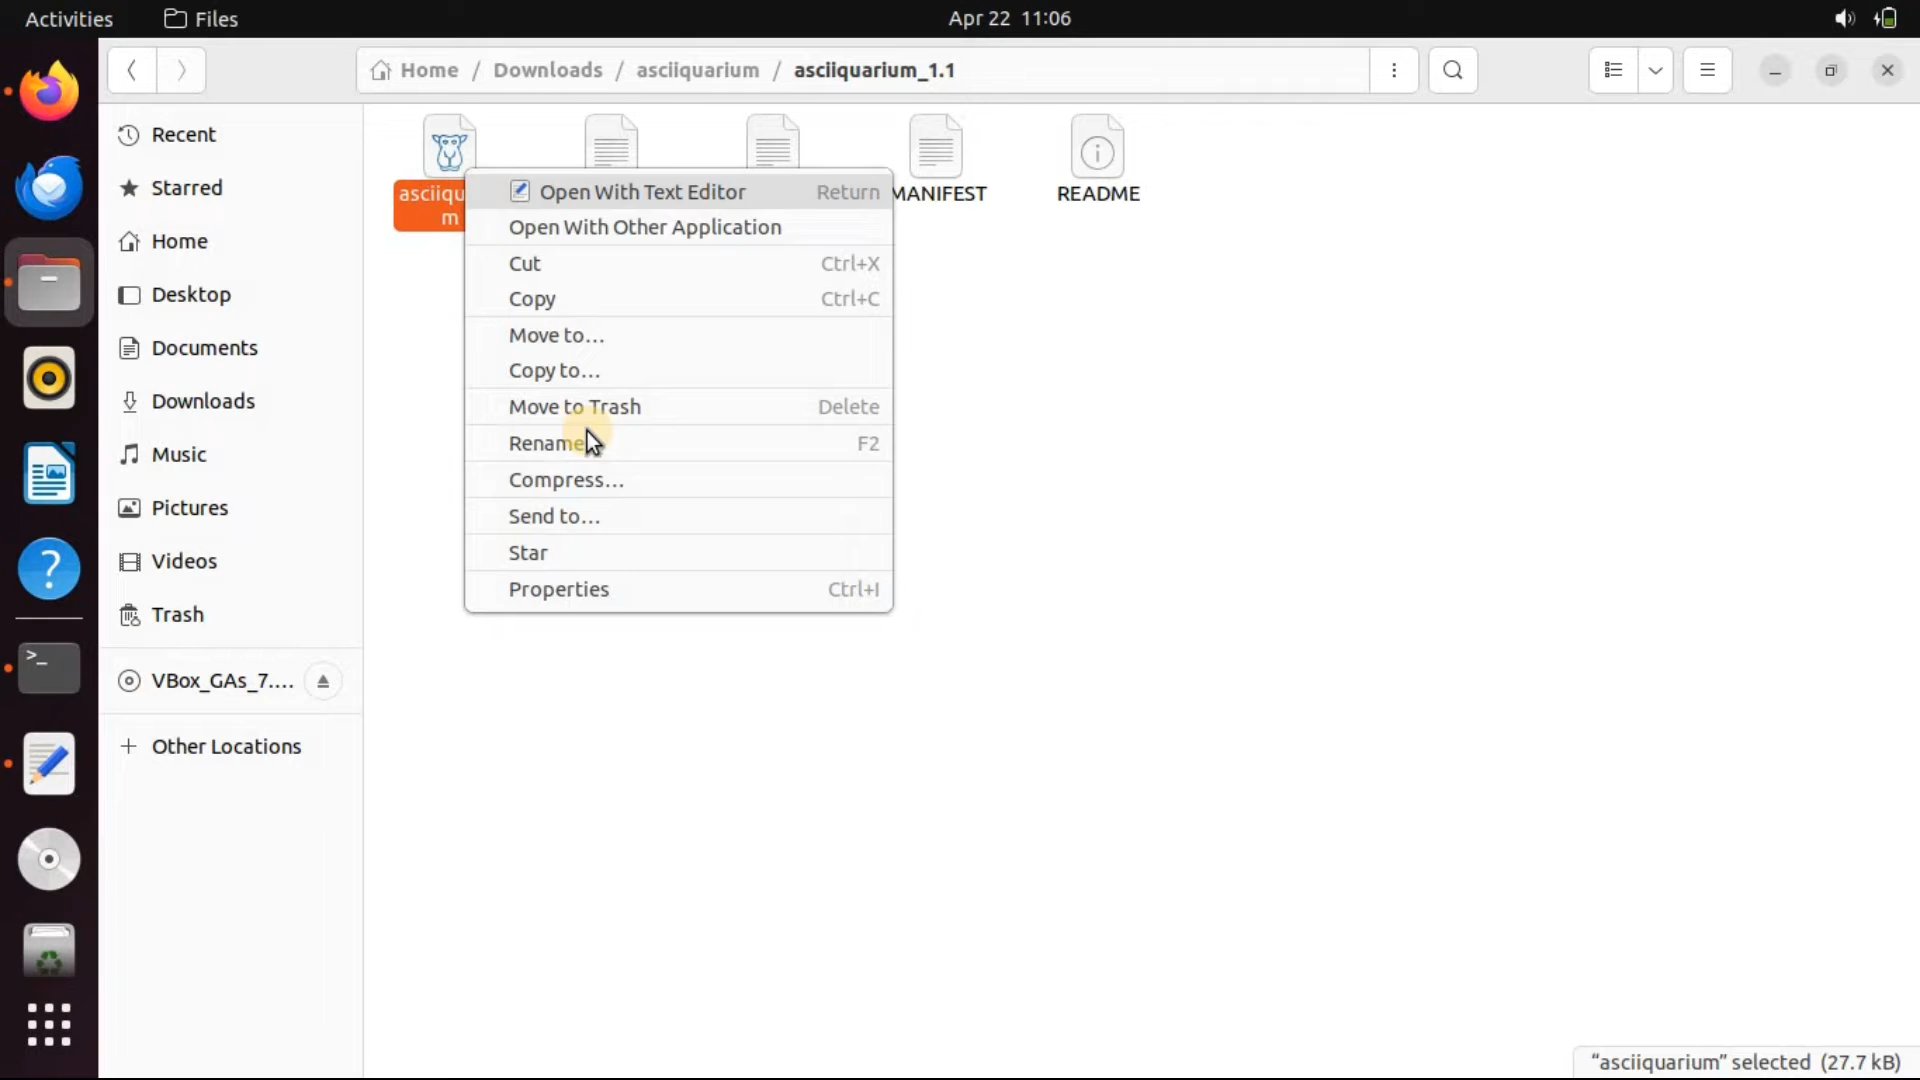 Activities Files Apr 22 11:06
Home / Downloads / asciiquarium / asciiquarium_1.1
Recent
Starred
Home
Desktop
Documents
Downloads
Music
Pictures
Videos
Trash
VBox_GAs_7....
Other Locations
asciiqu
m
MANIFEST
README
Open With Text Editor Return
Open With Other Application
Cut Ctrl+X
Copy Ctrl+C
Move to...
Copy to...
Move to Trash Delete
Rename F2
Compress...
Send to...
Star
Properties Ctrl+I
"asciiquarium" selected (27.7 kB)